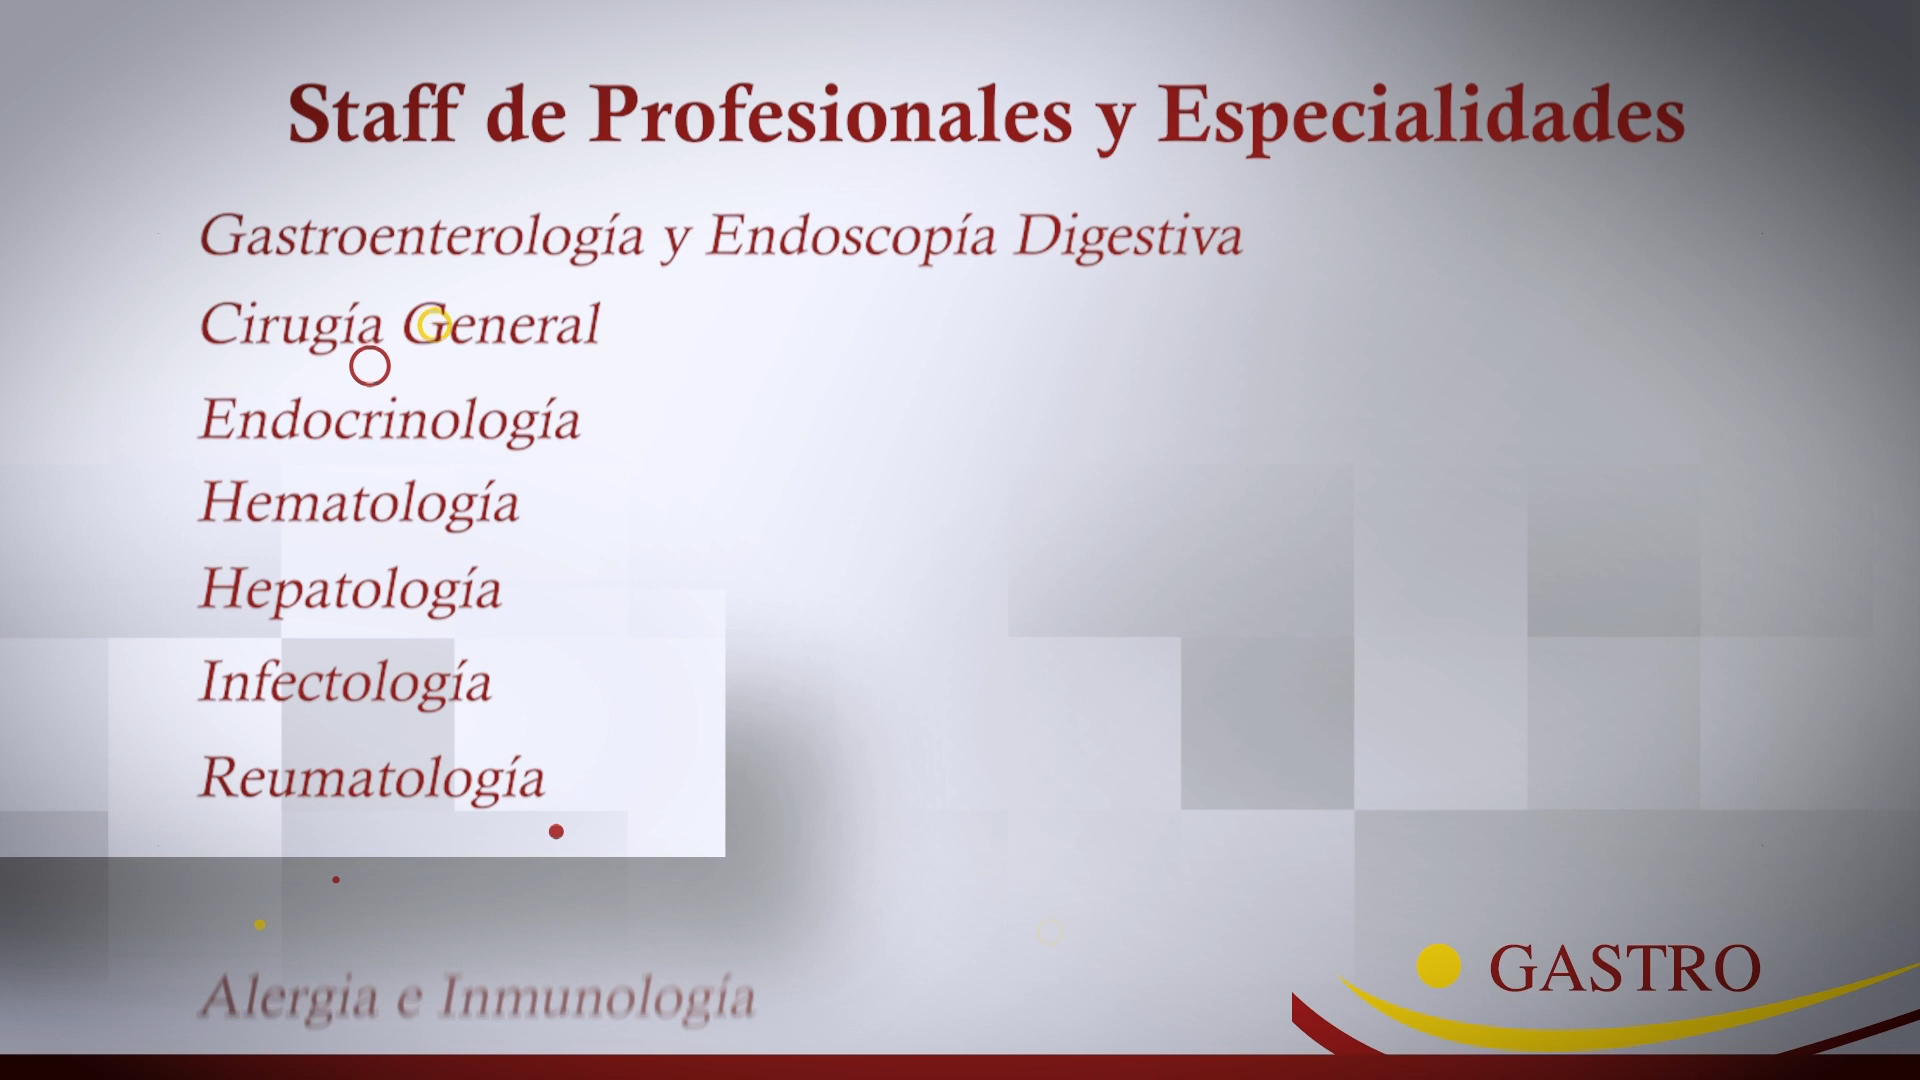 Staff de Profesionales y Especialidades
Gastroenterología y Endoscopía Digestiva
Cirugía General
Endocrinología
Hematología
Hepatología
Infectología
Reumatología
Alergia e Inmunología
GASTRO